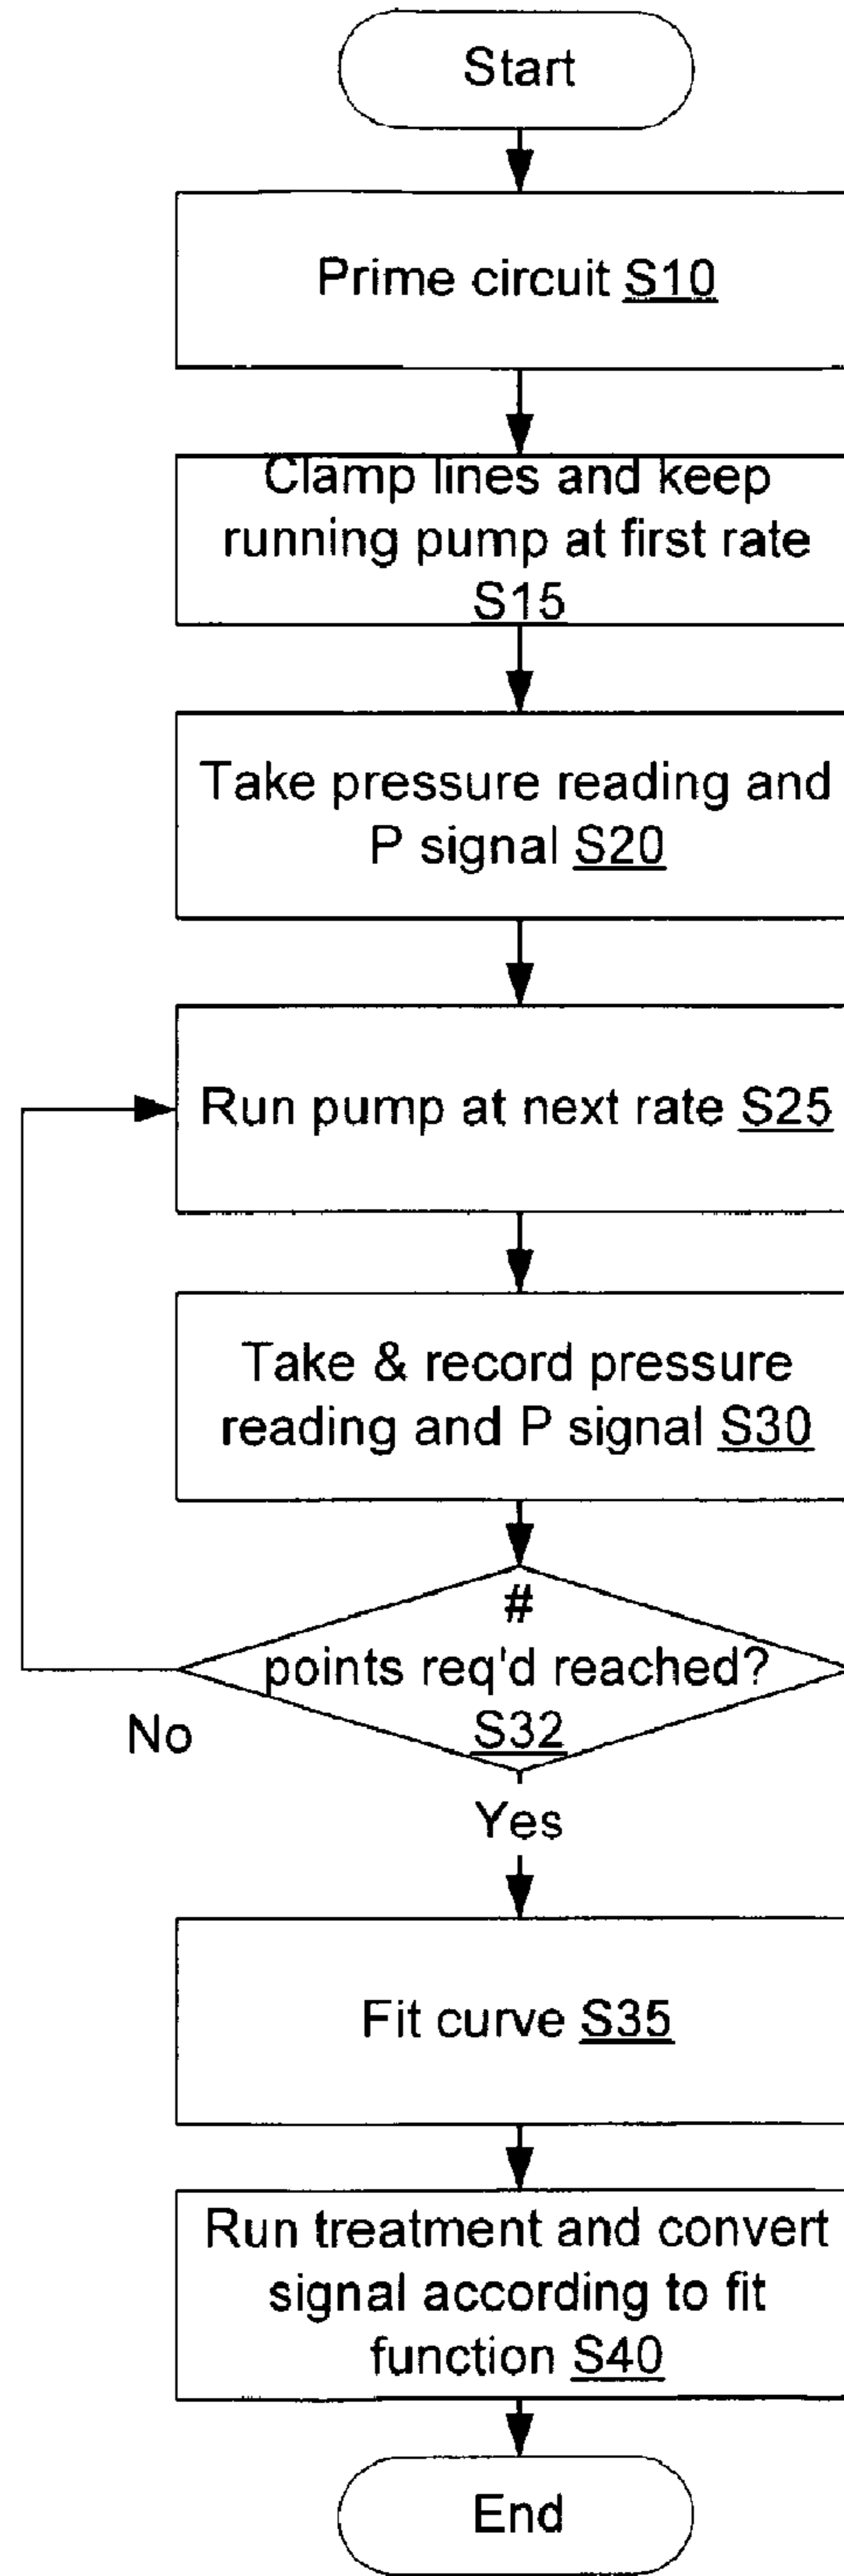 Start
Prime circuit S10
Clamp lines and keep
running pump at first rate
S15
Take pressure reading and
P signal S20
Run pump at next rate S25
Take & record pressure
reading and P signal S30
#
points req'd reached?
S32
No
Yes
Fit curve S35
Run treatment and convert
signal according to fit
function S40
End